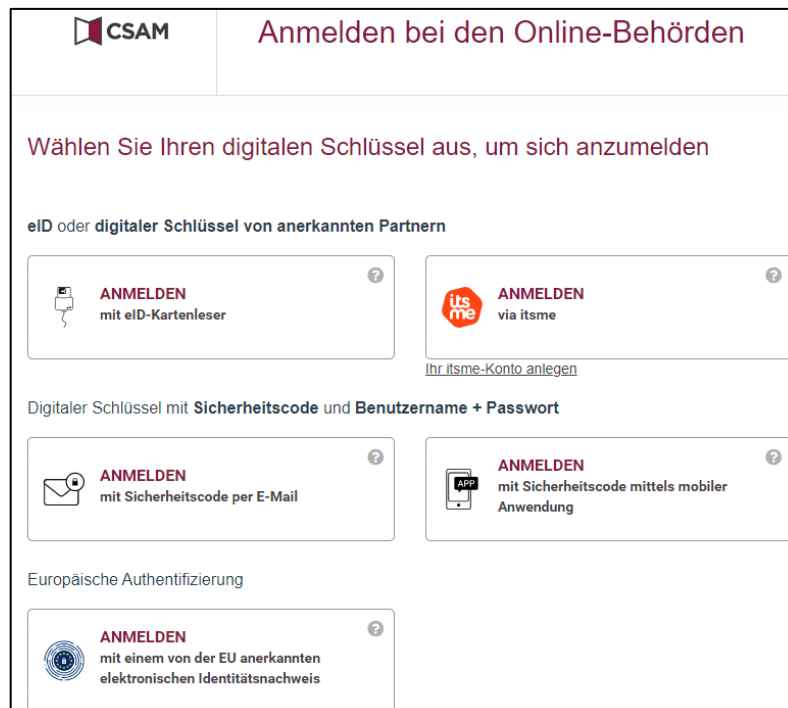 CSAM
Anmelden bei den Online-Behörden
Wählen Sie Ihren digitalen Schlüssel aus, um sich anzumelden
eID oder digitaler Schlüssel von anerkannten Partnern
?
ANMELDEN
mit eID-Kartenleser
?
its
me
ANMELDEN
via itsme
Ihr itsme-Konto anlegen
Digitaler Schlüssel mit Sicherheitscode und Benutzername + Passwort
?
ANMELDEN
mit Sicherheitscode per E-Mail
?
APP
ANMELDEN
mit Sicherheitscode mittels mobiler
Anwendung
Europäische Authentifizierung
?
ANMELDEN
mit einem von der EU anerkannten
elektronischen Identitätsnachweis